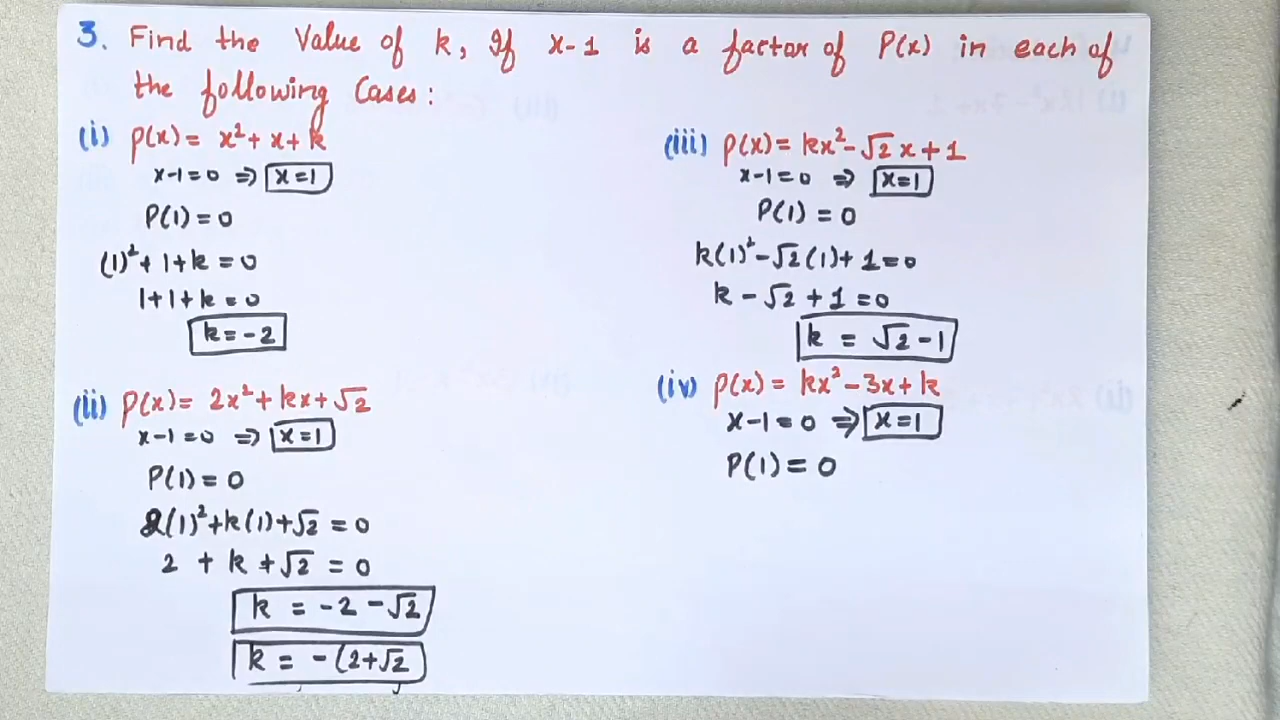 3. Find the Value of k, If x-1 is a factor of P(x) in each of
the following Cases:
(i) p(x) = x² + x + k
x-1=0 ⇒ x=1
P(1) = 0
(1)² + 1 + k = 0
1+1+k = 0
k = -2
(ii) p(x) = 2x² + kx + √2
x-1=0 ⇒ x=1
P(1) = 0
2(1)² + k(1) + √2 = 0
2 + k + √2 = 0
k = -2 - √2
k = -(2+√2
(iii) p(x) = kx² - √2 x + 1
x-1=0 ⇒ x=1
P(1) = 0
k(1)² - √2(1) + 1 = 0
k - √2 + 1 = 0
k = √2 - 1
(iv) p(x) = kx² - 3x + k
x-1=0 ⇒ x=1
P(1) = 0